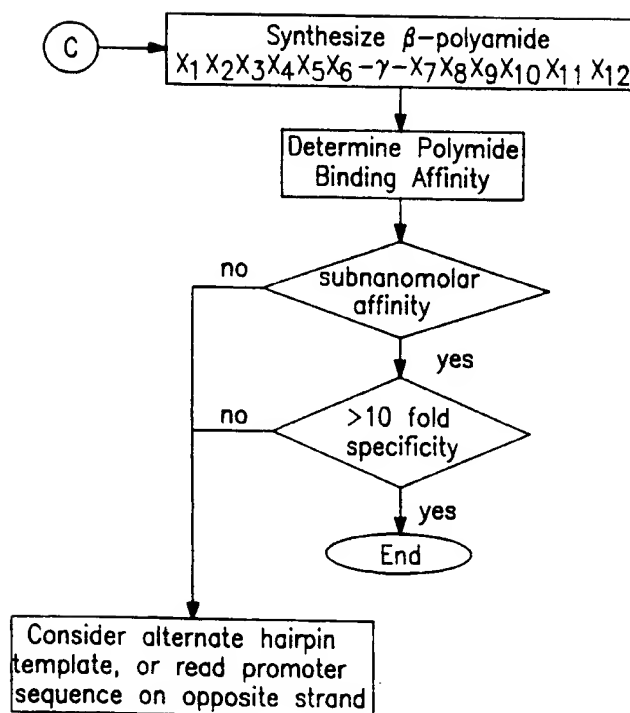 C
Synthesize β-polyamide
X₁X₂X₃X₄X₅X₆-γ-X₇X₈X₉X₁₀X₁₁X₁₂
Determine Polymide
Binding Affinity
no
subnanomolar
affinity
yes
no
>10 fold
specificity
yes
End
Consider alternate hairpin
template, or read promoter
sequence on opposite strand